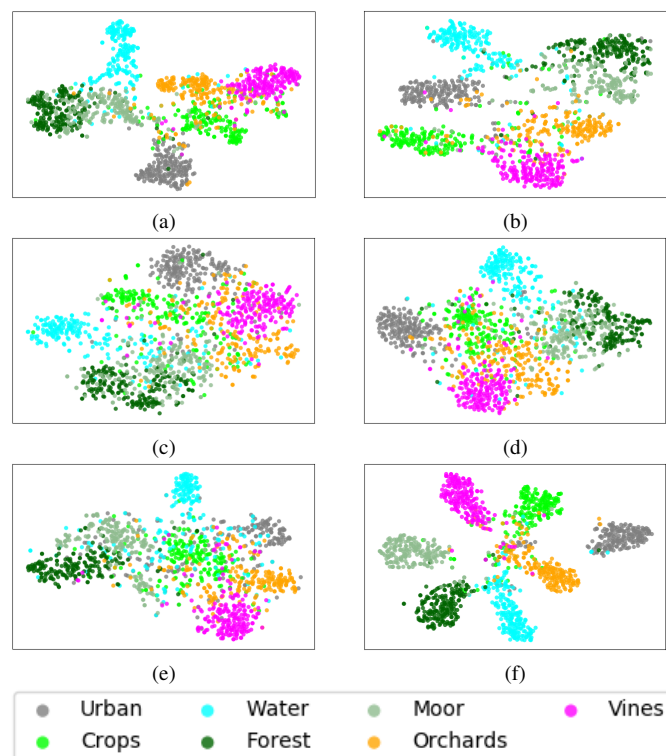 (a) (b)
(c) (d)
(e) (f)
Urban Water Moor Vines
Crops Forest Orchards